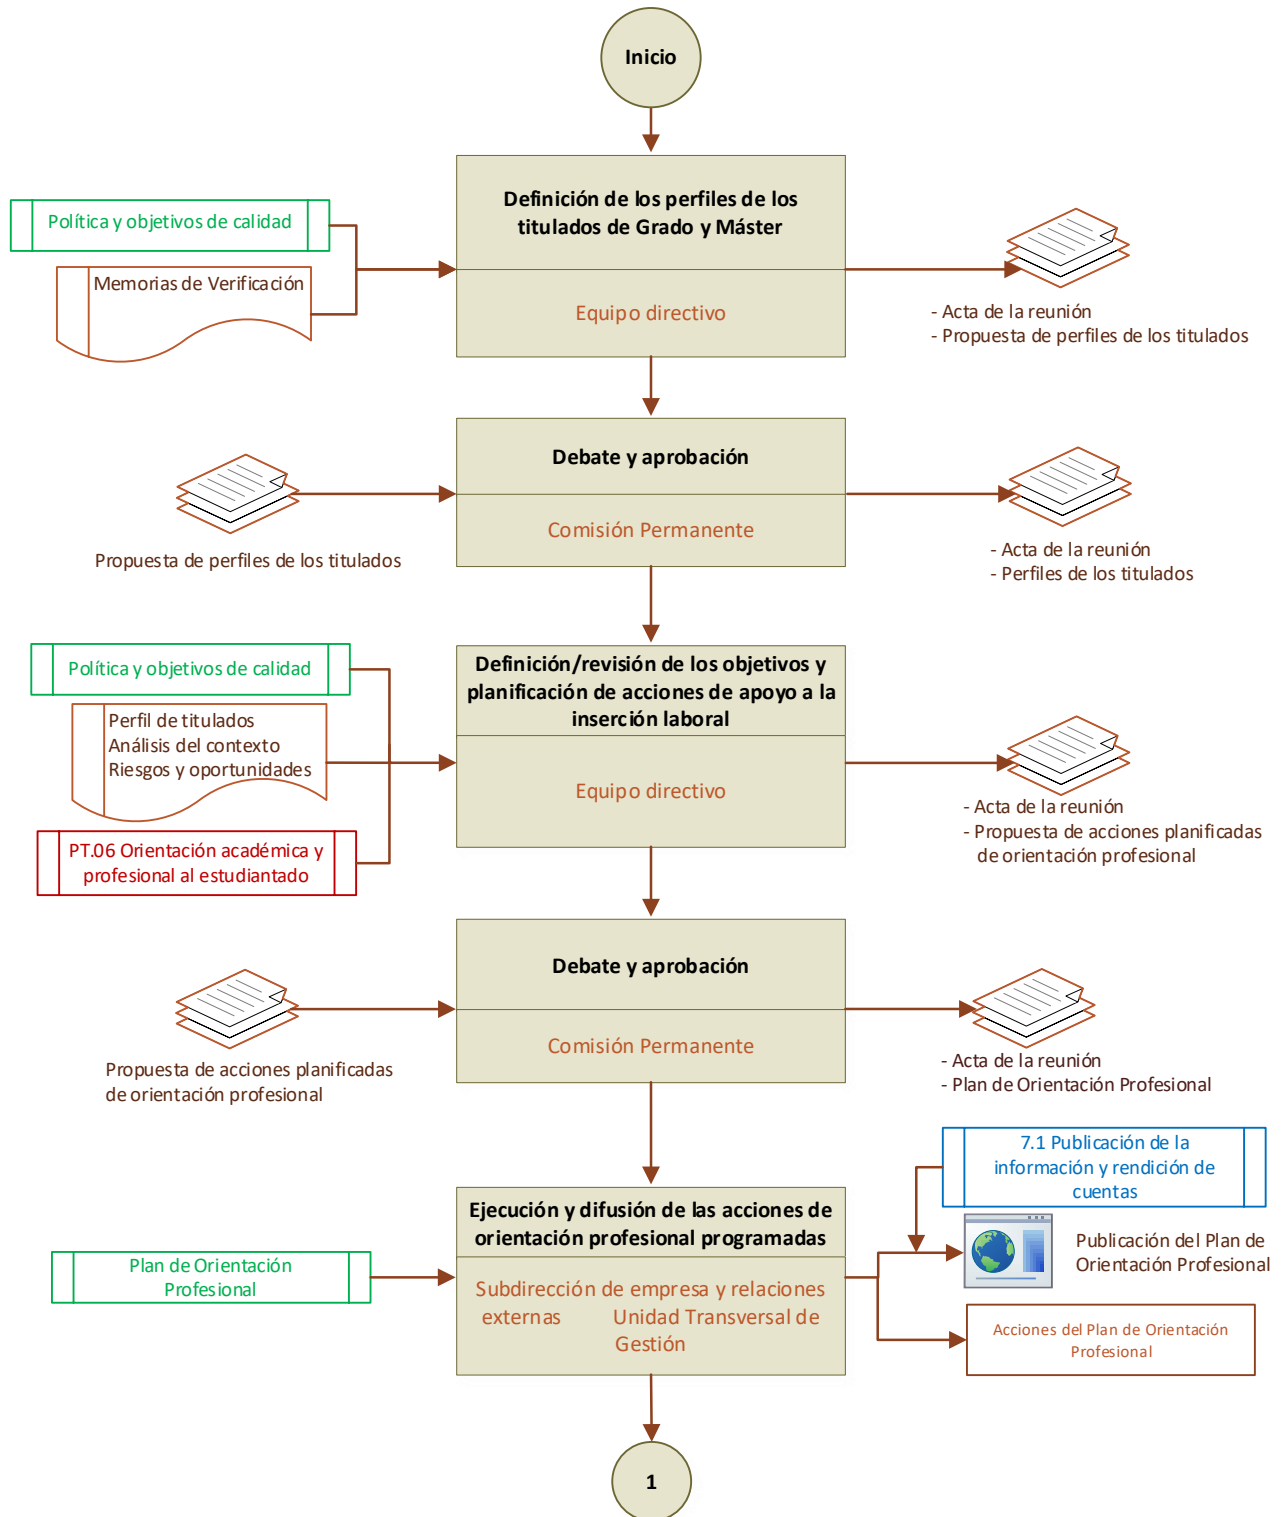 Inicio
Definición de los perfiles de los
titulados de Grado y Máster
Equipo directivo
Política y objetivos de calidad
Memorias de Verificación
- Acta de la reunión
- Propuesta de perfiles de los titulados
Debate y aprobación
Comisión Permanente
Propuesta de perfiles de los titulados
- Acta de la reunión
- Perfiles de los titulados
Definición/revisión de los objetivos y
planificación de acciones de apoyo a la
inserción laboral
Equipo directivo
Política y objetivos de calidad
Perfil de titulados
Análisis del contexto
Riesgos y oportunidades
PT.06 Orientación académica y
profesional al estudiantado
- Acta de la reunión
- Propuesta de acciones planificadas
de orientación profesional
Debate y aprobación
Comisión Permanente
Propuesta de acciones planificadas
de orientación profesional
- Acta de la reunión
- Plan de Orientación Profesional
7.1 Publicación de la
información y rendición de
cuentas
Ejecución y difusión de las acciones de
orientación profesional programadas
Subdirección de empresa y relaciones
externas Unidad Transversal de
Gestión
Plan de Orientación
Profesional
Publicación del Plan de
Orientación Profesional
Acciones del Plan de Orientación
Profesional
1